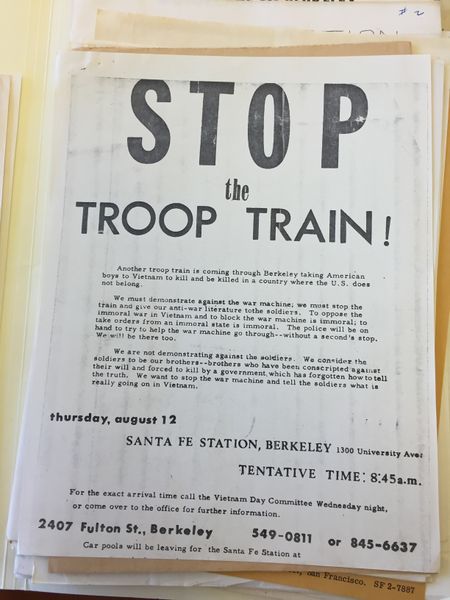 # 2
STOP
the
TROOP TRAIN!
Another troop train is coming through Berkeley taking American
boys to Vietnam to kill and be killed in a country where the U.S. does
not belong.
We must demonstrate against the war machine; we must stop the
train and give our anti-war literature tothe soldiers. To oppose the
immoral war in Vietnam and to block the war machine is immoral; to
take orders from an immoral state is immoral. The police will be on
hand to try to help the war machine go through--without a second's stop.
We will be there too.
We are not demonstrating against the soldiers. We consider the
soldiers to be our brothers--brothers who have been conscripted against
their will and forced to kill by a government, which has forgotten how to tell
the truth. We want to stop the war machine and tell the soldiers what is
really going on in Vietnam.
thursday, august 12
SANTA FE STATION, BERKELEY 1300 University Ave
TENTATIVE TIME: 8:45a.m.
For the exact arrival time call the Vietnam Day Committee Wednesday night,
or come over to the office for further information.
2407 Fulton St., Berkeley 549-0811 or 845-6637
Car pools will be leaving for the Santa Fe Station at
San Francisco. SF 2-7887